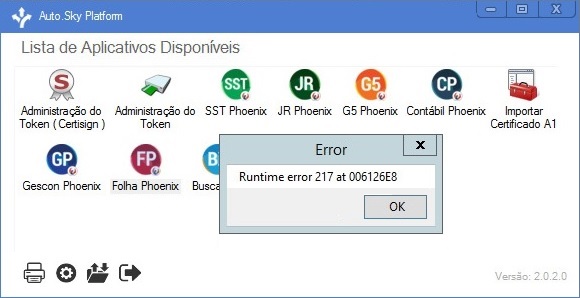 Auto.Sky Platform
Lista de Aplicativos Disponíveis
S
SST
JR
G5
CP
Administração do
Token ( Certisign )
Administração do
Token
SST Phoenix
JR Phoenix
G5 Phoenix
Contábil Phoenix
Importar
Certificado A1
GP
FP
B
Gescon Phoenix
Folha Phoenix
Busca
Error
x
Runtime error 217 at 006126E8
OK
Versão: 2.0.2.0